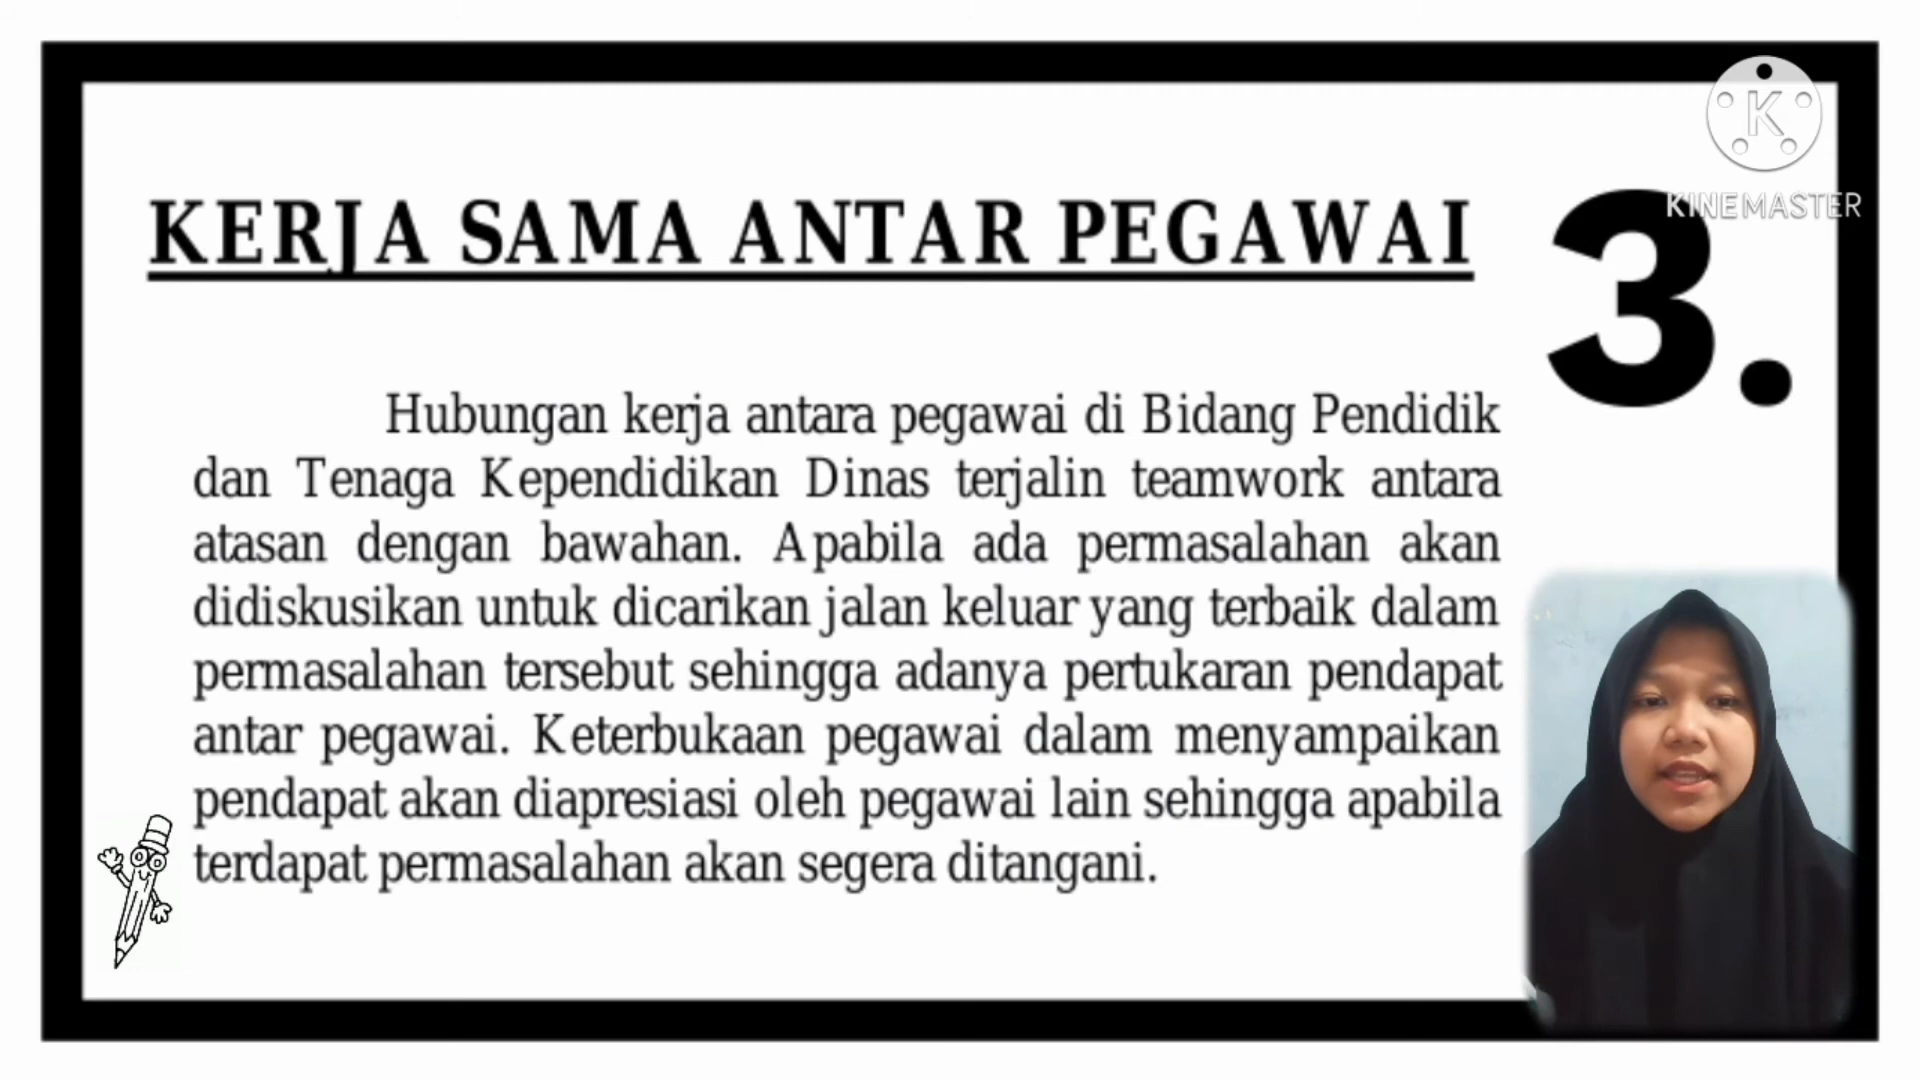 K
KINEMASTER
KERJA SAMA ANTAR PEGAWAI
3.
Hubungan kerja antara pegawai di Bidang Pendidik
dan Tenaga Kependidikan Dinas terjalin teamwork antara
atasan dengan bawahan. Apabila ada permasalahan akan
didiskusikan untuk dicarikan jalan keluar yang terbaik dalam
permasalahan tersebut sehingga adanya pertukaran pendapat
antar pegawai. Keterbukaan pegawai dalam menyampaikan
pendapat akan diapresiasi oleh pegawai lain sehingga apabila
terdapat permasalahan akan segera ditangani.